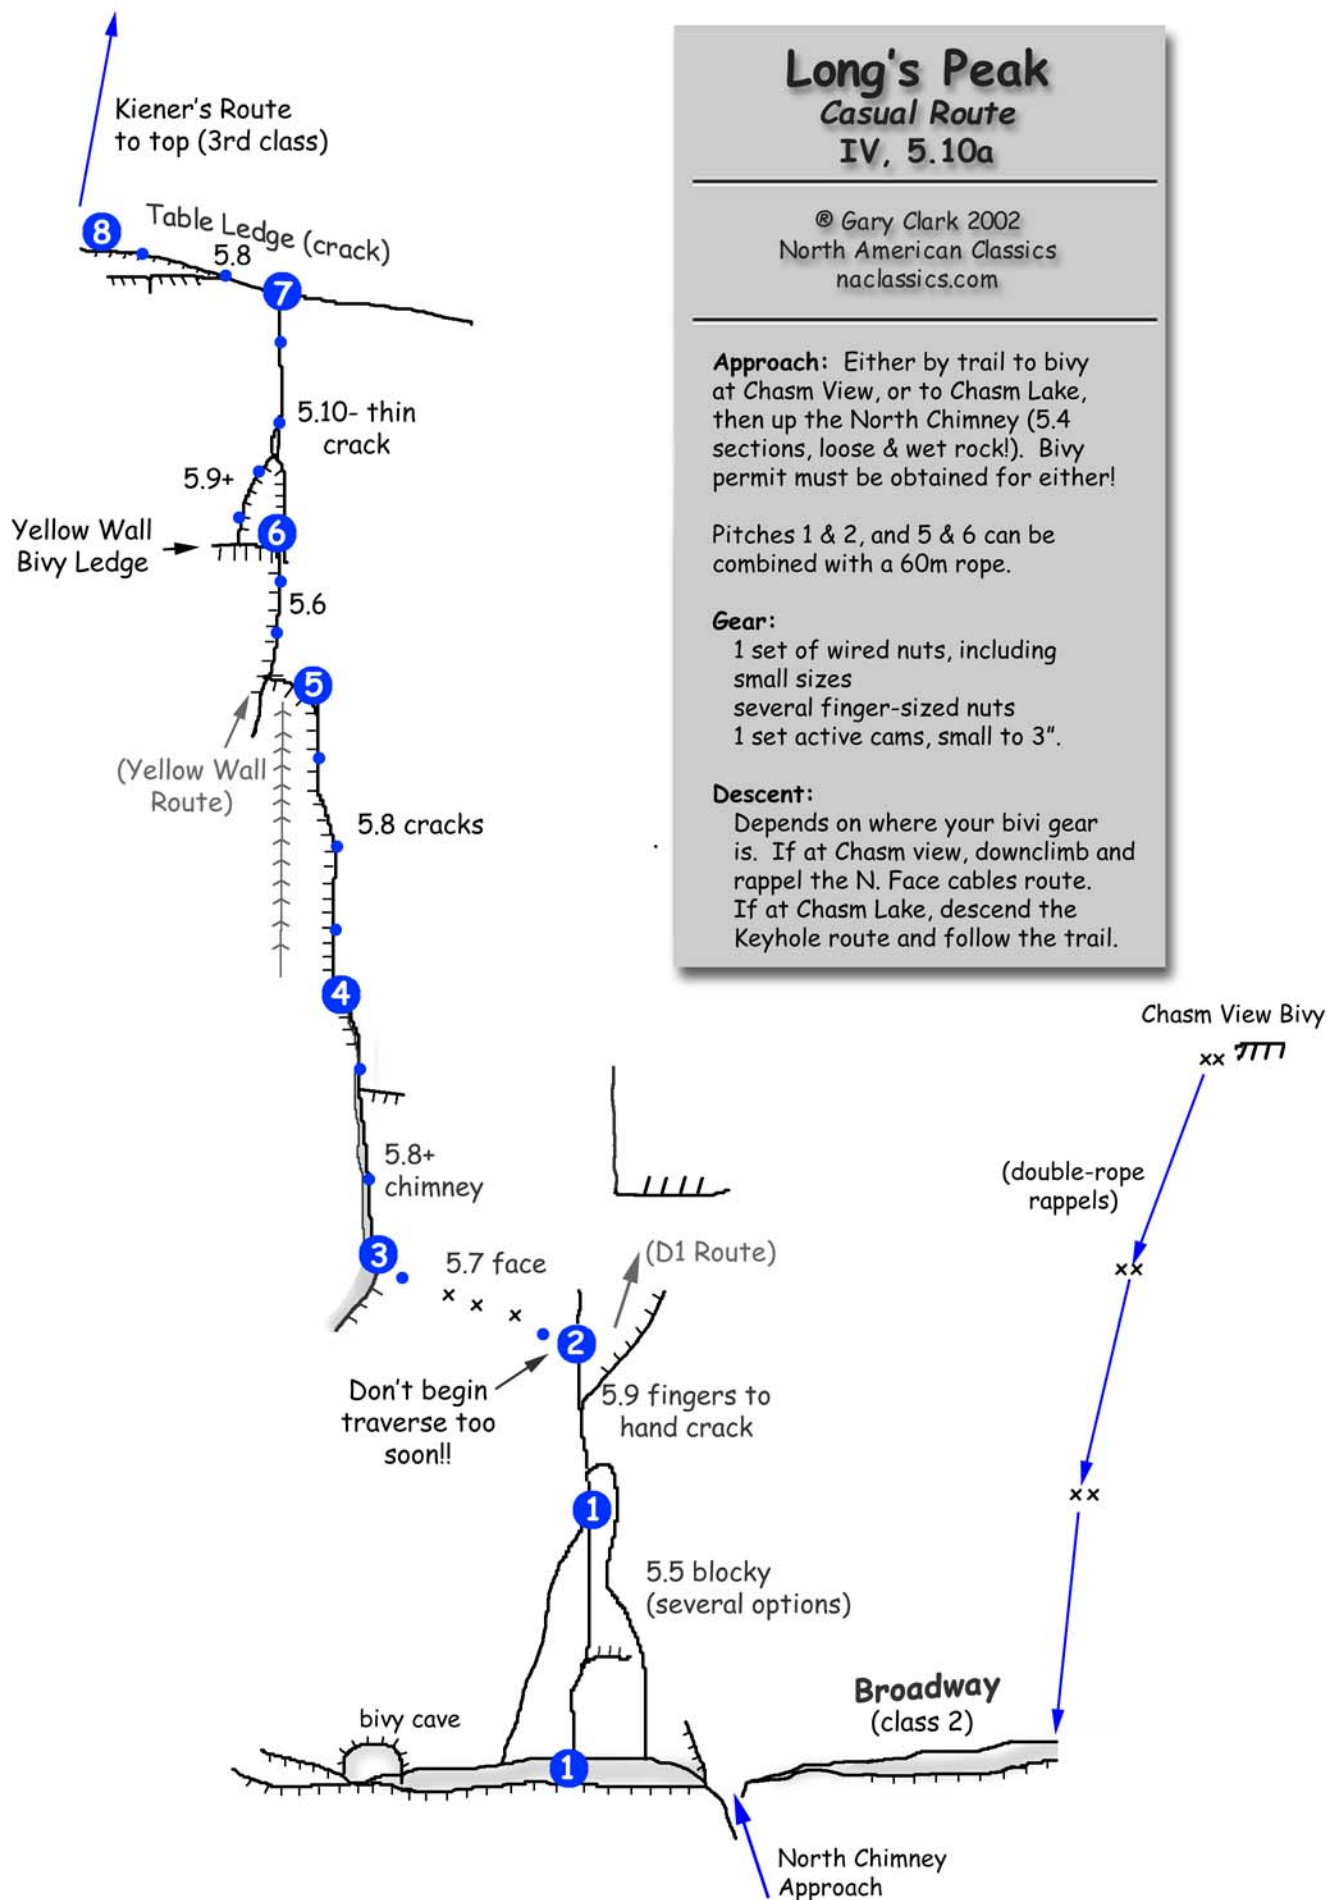 Long's Peak
Casual Route
IV, 5.10a
® Gary Clark 2002
North American Classics
naclassics.com
Approach: Either by trail to bivy
at Chasm View, or to Chasm Lake,
then up the North Chimney (5.4
sections, loose & wet rock!). Bivy
permit must be obtained for either!
Pitches 1 & 2, and 5 & 6 can be
combined with a 60m rope.
Gear:
1 set of wired nuts, including
small sizes
several finger-sized nuts
1 set active cams, small to 3".
Descent:
Depends on where your bivi gear
is. If at Chasm view, downclimb and
rappel the N. Face cables route.
If at Chasm Lake, descend the
Keyhole route and follow the trail.
Kiener's Route
to top (3rd class)
8
Table Ledge (crack)
5.8
7
5.10- thin
crack
5.9+
6
Yellow Wall
Bivy Ledge
5.6
5
(Yellow Wall
Route)
5.8 cracks
4
Chasm View Bivy
xx
5.8+
chimney
(double-rope
rappels)
3
5.7 face
(D1 Route)
xx
x x x
2
Don't begin
traverse too
soon!!
5.9 fingers to
hand crack
xx
1
5.5 blocky
(several options)
Broadway
(class 2)
bivy cave
1
North Chimney
Approach